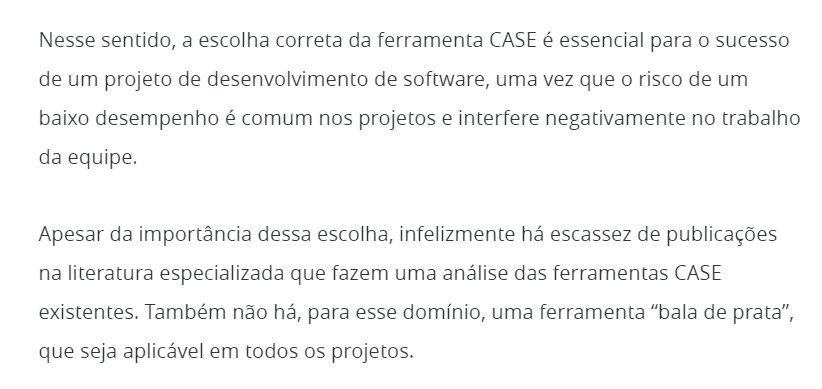 Nesse sentido, a escolha correta da ferramenta CASE é essencial para o sucesso
de um projeto de desenvolvimento de software, uma vez que o risco de um
baixo desempenho é comum nos projetos e interfere negativamente no trabalho
da equipe.
Apesar da importância dessa escolha, infelizmente há escassez de publicações
na literatura especializada que fazem uma análise das ferramentas CASE
existentes. Também não há, para esse domínio, uma ferramenta “bala de prata”,
que seja aplicável em todos os projetos.